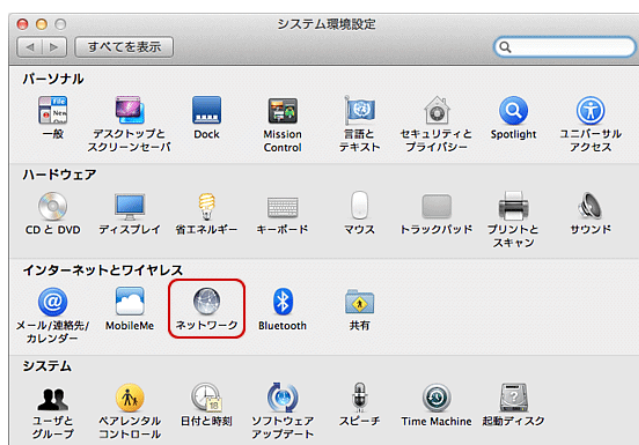 システム環境設定
すべてを表示
パーソナル
一般
デスクトップと
スクリーンセーバ
Dock
Mission
Control
言語と
テキスト
セキュリティと
プライバシー
Spotlight
ユニバーサル
アクセス
ハードウェア
CD と DVD
ディスプレイ
省エネルギー
キーボード
マウス
トラックパッド
プリントと
スキャン
サウンド
インターネットとワイヤレス
メール/連絡先/
カレンダー
MobileMe
ネットワーク
Bluetooth
共有
システム
ユーザと
グループ
ペアレンタル
コントロール
日付と時刻
ソフトウェア
アップデート
スピーチ
Time Machine
起動ディスク